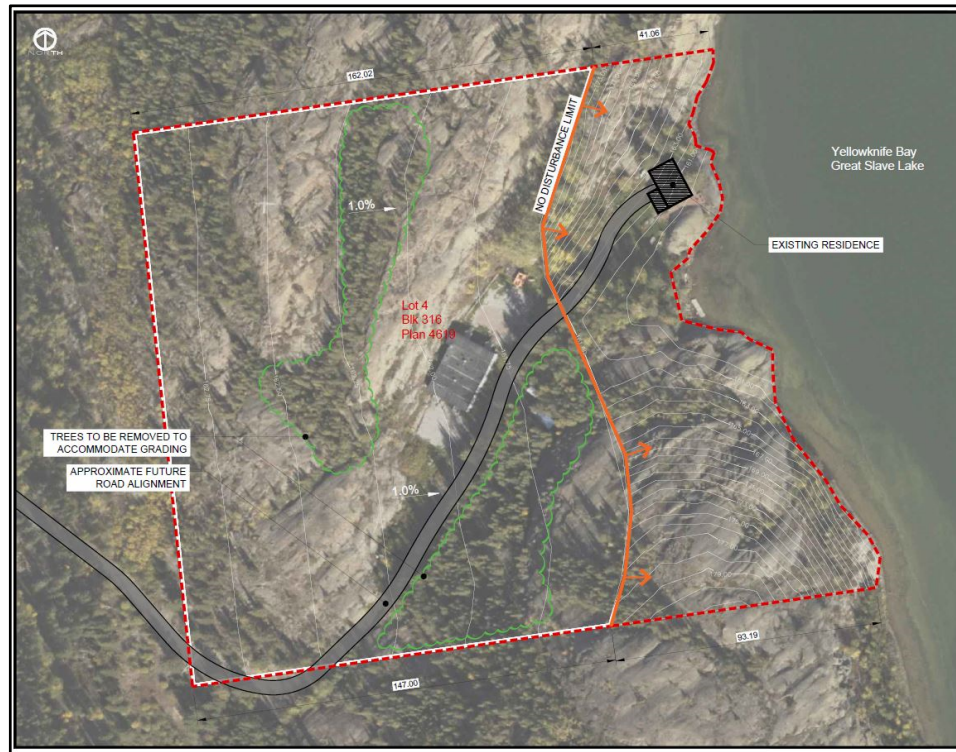 NORTH
41.06
162.02
NO DISTURBANCE LIMIT
Yellowknife Bay
Great Slave Lake
1.0%
EXISTING RESIDENCE
Lot 4
Blk 316
Plan 4619
TREES TO BE REMOVED TO
ACCOMMODATE GRADING
APPROXIMATE FUTURE
ROAD ALIGNMENT
1.0%
93.19
147.00